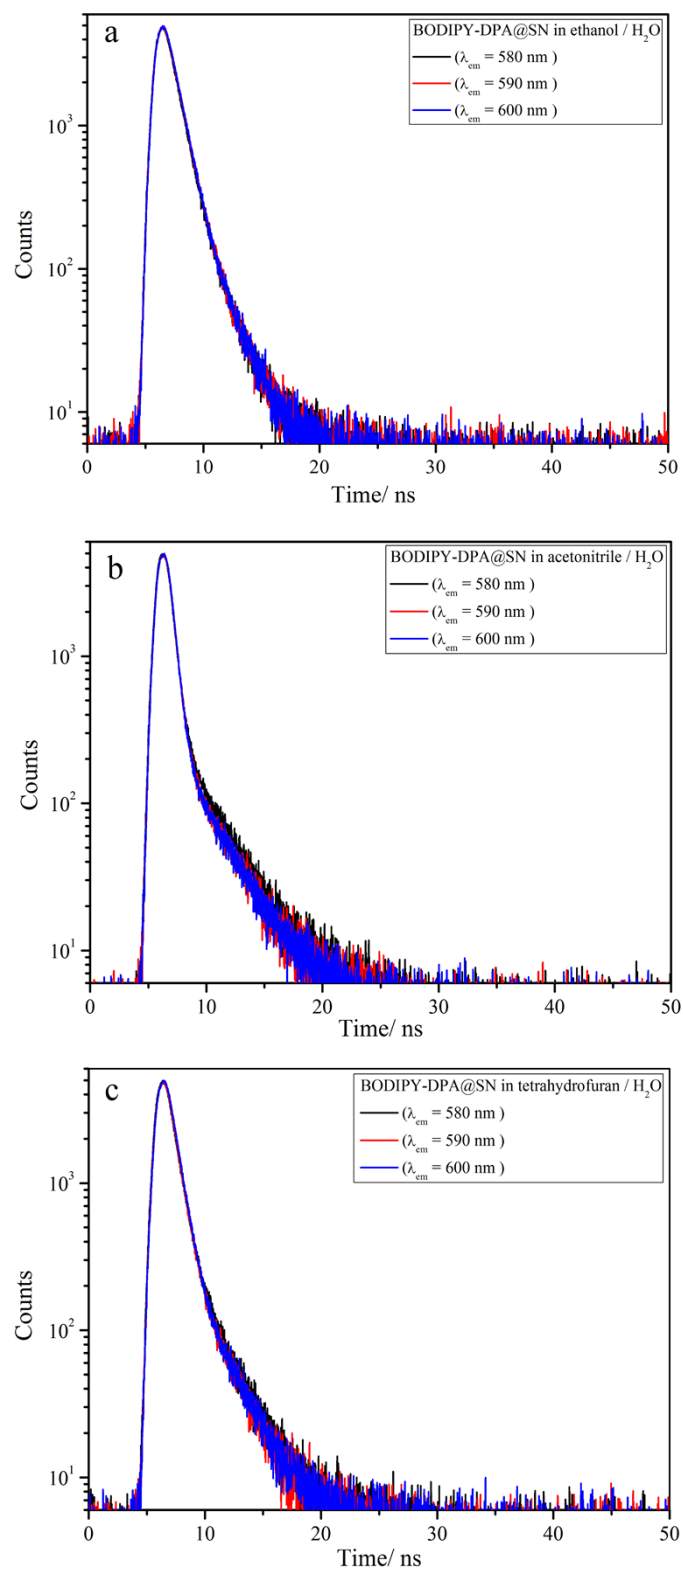 a
BODIPY-DPA@SN in ethanol / H₂O
(λₑₘ = 580 nm )
(λₑₘ = 590 nm )
(λₑₘ = 600 nm )
10³
10²
10¹
Counts
0 10 20 30 40 50
Time/ ns
b
BODIPY-DPA@SN in acetonitrile / H₂O
(λₑₘ = 580 nm )
(λₑₘ = 590 nm )
(λₑₘ = 600 nm )
10³
10²
10¹
Counts
0 10 20 30 40 50
Time/ ns
c
BODIPY-DPA@SN in tetrahydrofuran / H₂O
(λₑₘ = 580 nm )
(λₑₘ = 590 nm )
(λₑₘ = 600 nm )
10³
10²
10¹
Counts
0 10 20 30 40 50
Time/ ns